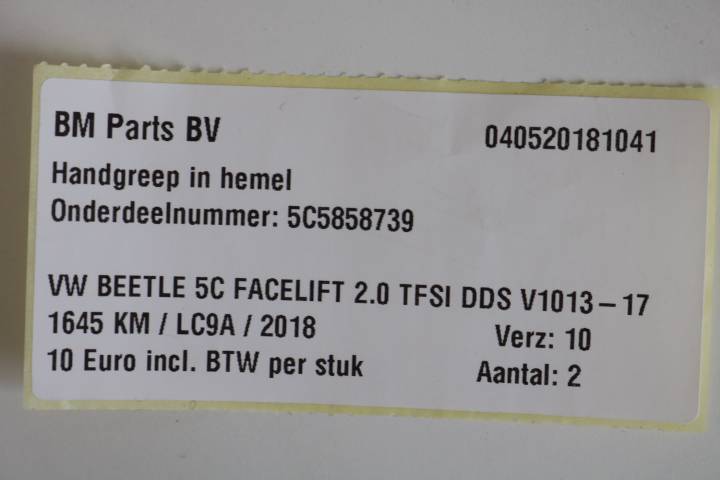 BM Parts BV 040520181041
Handgreep in hemel
Onderdeelnummer: 5C5858739
VW BEETLE 5C FACELIFT 2.0 TFSI DDS V1013 – 17
1645 KM / LC9A / 2018 Verz: 10
10 Euro incl. BTW per stuk Aantal: 2